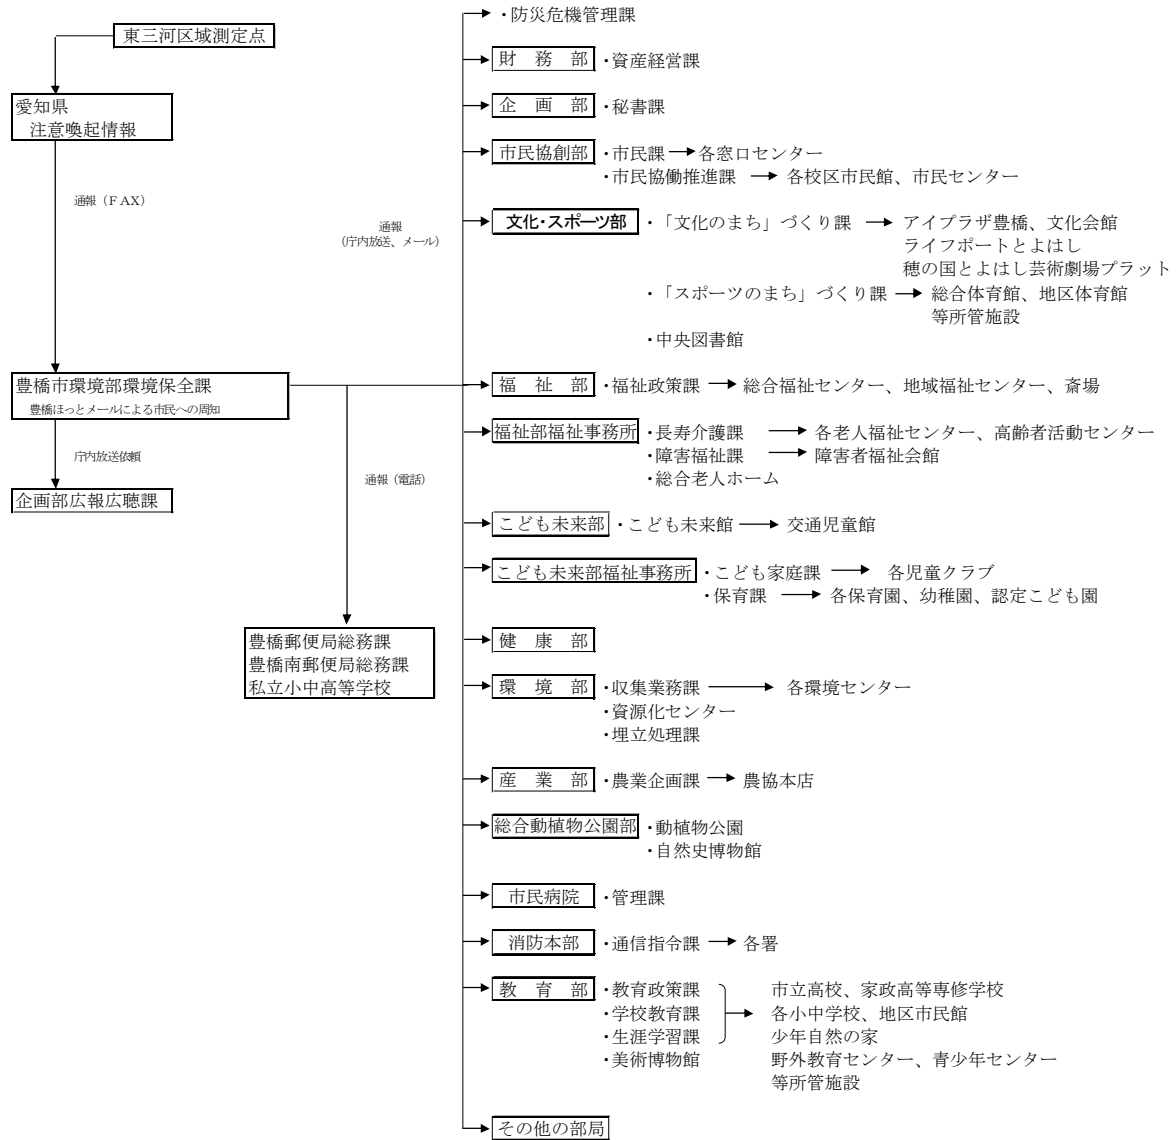 東三河区域測定点
愛知県
注意喚起情報
通報（FAX）
豊橋市環境部環境保全課
豊橋ほっとメールによる市民への周知
庁内放送依頼
企画部広報広聴課
通報（電話）
豊橋郵便局総務課
豊橋南郵便局総務課
私立小中高等学校
通報
（庁内放送、メール）
・防災危機管理課
財　務　部 ・資産経営課
企　画　部 ・秘書課
市民協創部 ・市民課 → 各窓口センター
・市民協働推進課 → 各校区市民館、市民センター
文化・スポーツ部 ・「文化のまち」づくり課 → アイプラザ豊橋、文化会館
ライフポートとよはし
穂の国とよはし芸術劇場プラット
・「スポーツのまち」づくり課 → 総合体育館、地区体育館
等所管施設
・中央図書館
福　祉　部 ・福祉政策課 → 総合福祉センター、地域福祉センター、斎場
福祉部福祉事務所 ・長寿介護課 → 各老人福祉センター、高齢者活動センター
・障害福祉課 → 障害者福祉会館
・総合老人ホーム
こども未来部 ・こども未来館 → 交通児童館
こども未来部福祉事務所 ・こども家庭課 → 各児童クラブ
・保育課 → 各保育園、幼稚園、認定こども園
健　康　部
環　境　部 ・収集業務課 → 各環境センター
・資源化センター
・埋立処理課
産　業　部 ・農業企画課 → 農協本店
総合動植物公園部 ・動植物公園
・自然史博物館
市民病院 ・管理課
消防本部 ・通信指令課 → 各署
教　育　部 ・教育政策課 市立高校、家政高等専修学校
・学校教育課 → 各小中学校、地区市民館
・生涯学習課 少年自然の家
・美術博物館 野外教育センター、青少年センター
等所管施設
その他の部局